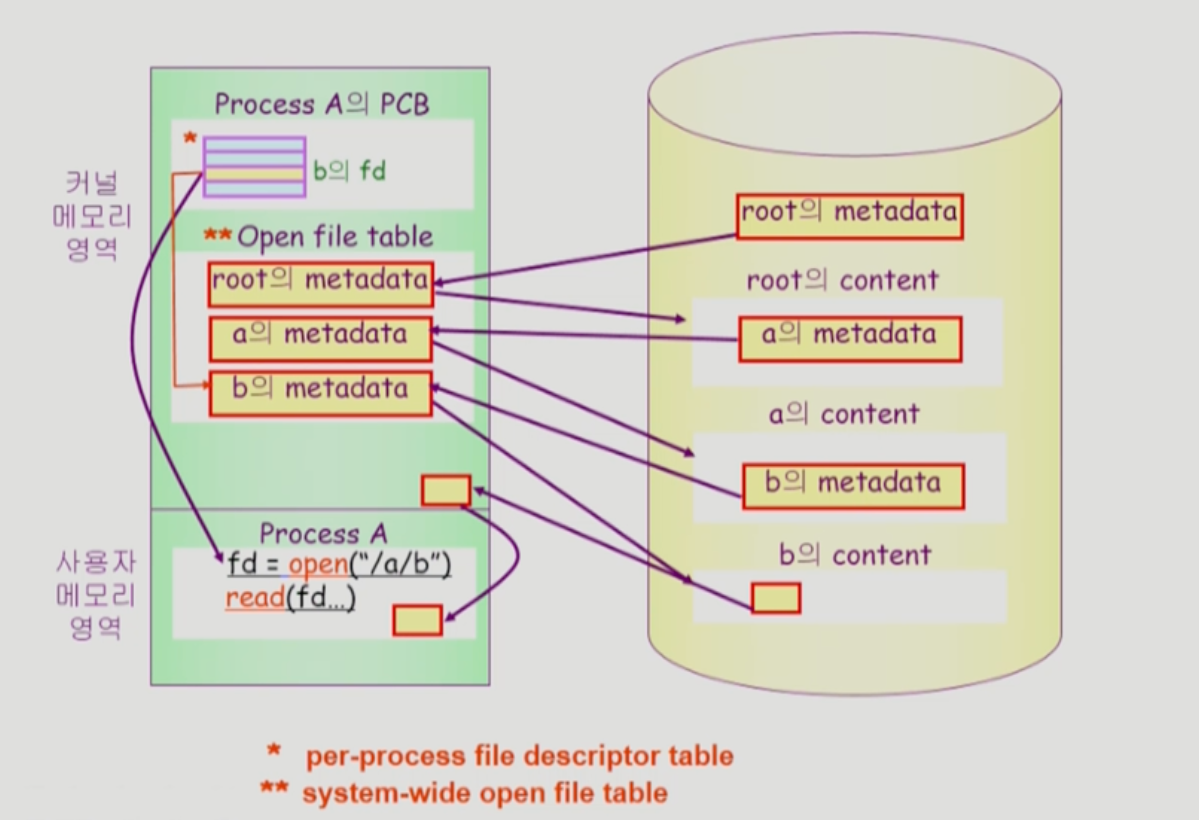 Process A의 PCB
*
b의 fd
커널
메모리
영역
** Open file table
root의 metadata
a의 metadata
b의 metadata
사용자
메모리
영역
Process A
fd = open("/a/b")
read(fd...)
root의 metadata
root의 content
a의 metadata
a의 content
b의 metadata
b의 content
* per-process file descriptor table
** system-wide open file table